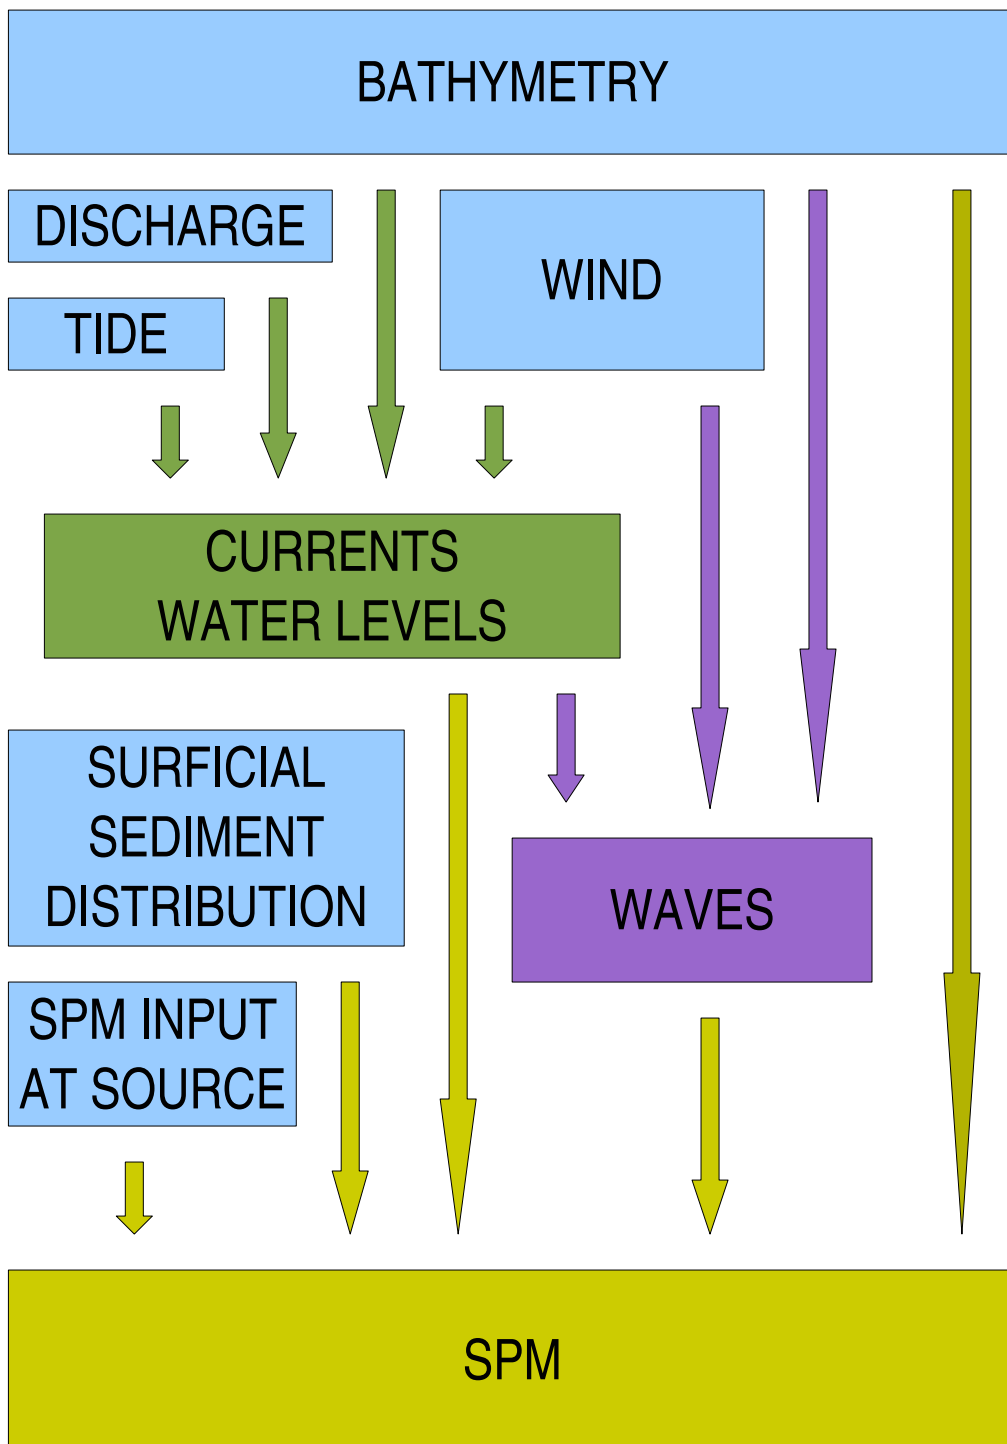 BATHYMETRY
DISCHARGE
WIND
TIDE
CURRENTS
WATER LEVELS
SURFICIAL
SEDIMENT
DISTRIBUTION
WAVES
SPM INPUT
AT SOURCE
SPM